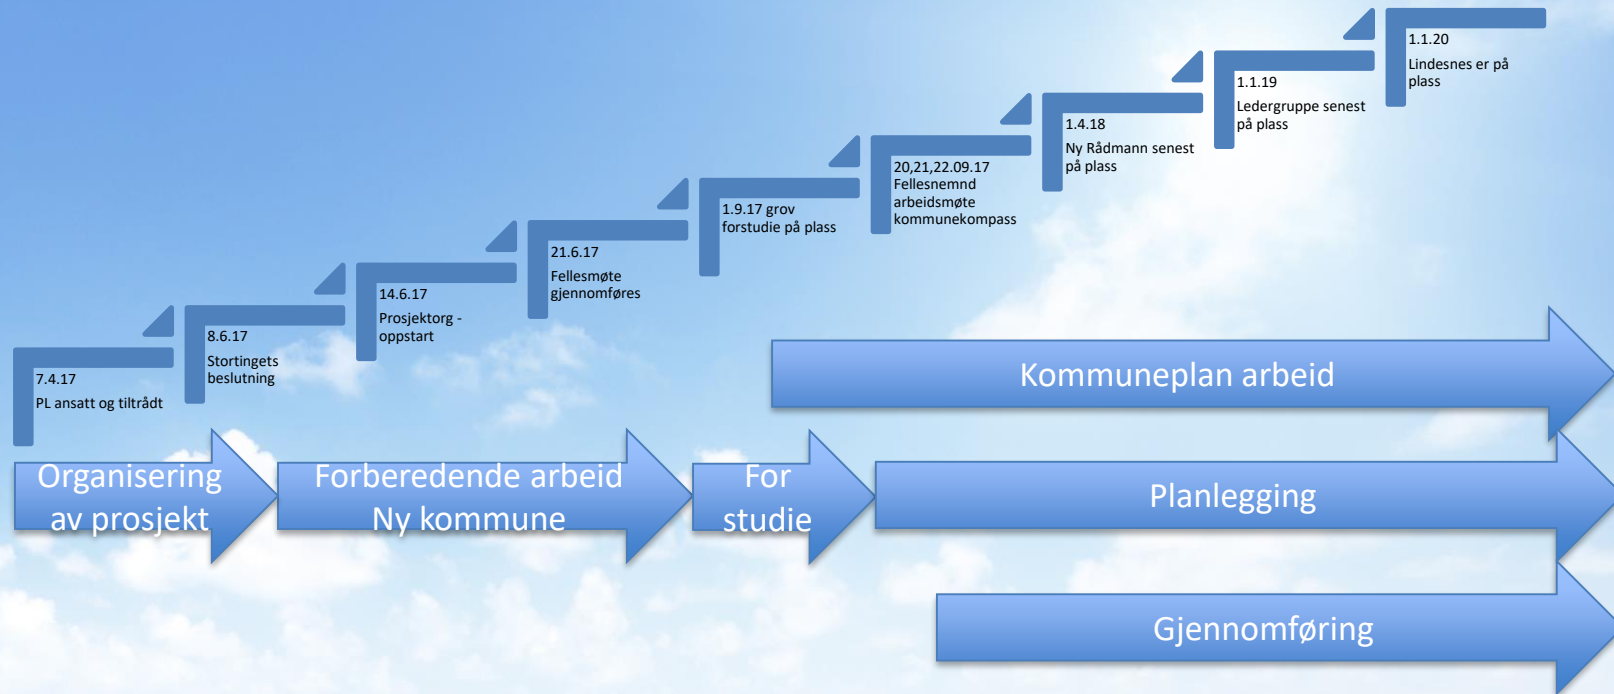 7.4.17
PL ansatt og tiltrådt
8.6.17
Stortingets
beslutning
14.6.17
Prosjektorg -
oppstart
21.6.17
Fellesmøte
gjennomføres
1.9.17 grov
forstudie på plass
20,21,22.09.17
Fellesnemnd
arbeidsmøte
kommunekompass
1.4.18
Ny Rådmann senest
på plass
1.1.19
Ledergruppe senest
på plass
1.1.20
Lindesnes er på
plass
Kommuneplan arbeid
Organisering
av prosjekt
Forberedende arbeid
Ny kommune
For
studie
Planlegging
Gjennomføring